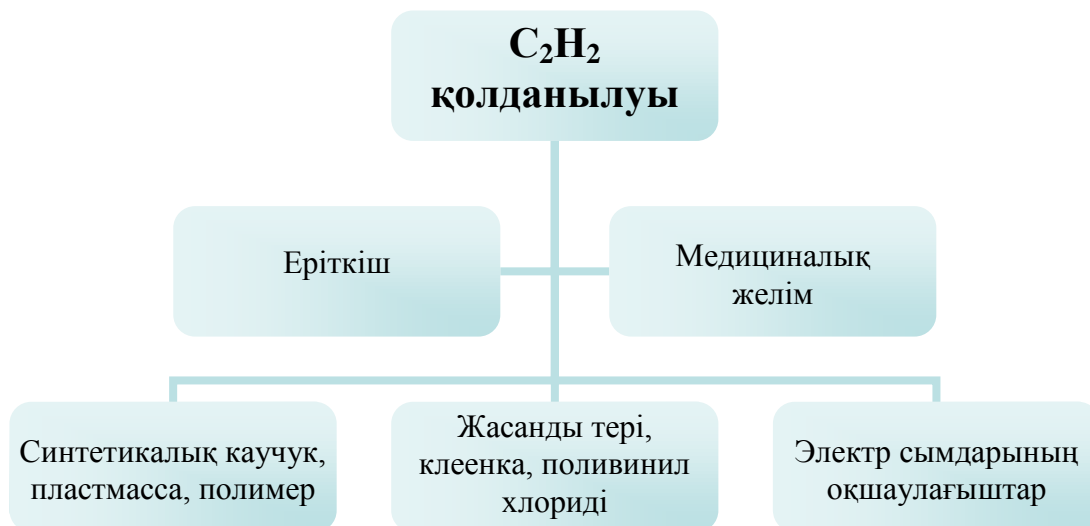 C₂H₂
қолданылуы
Еріткіш
Медициналық
желім
Синтетикалық каучук,
пластмасса, полимер
Жасанды тері,
клеенка, поливинил
хлориді
Электр сымдарының
оқшаулағыштар